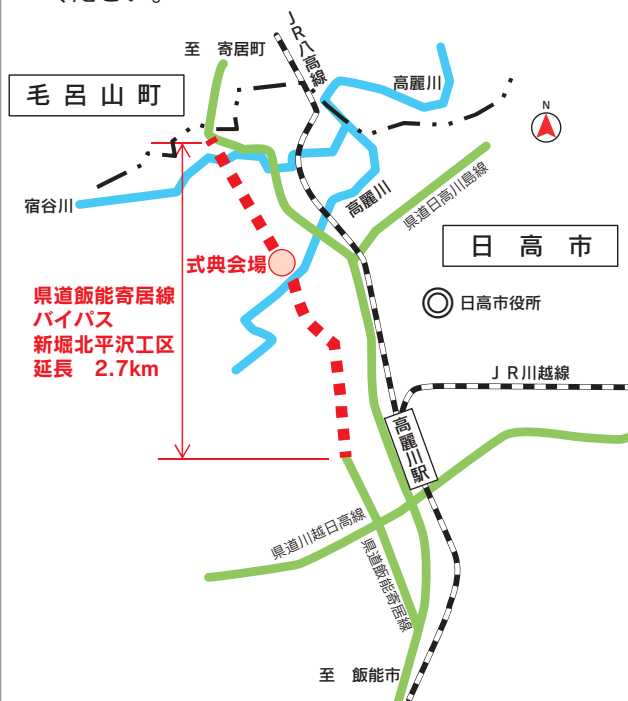 ください。
JR八高線
至 寄居町
高麗川
毛呂山町
N
宿谷川
高麗川
県道日高川島線
日高市
式典会場
日高市役所
県道飯能寄居線
バイパス
新堀北平沢工区
延長 2.7km
JR川越線
高麗川駅
県道川越日高線
県道飯能寄居線
至 飯能市